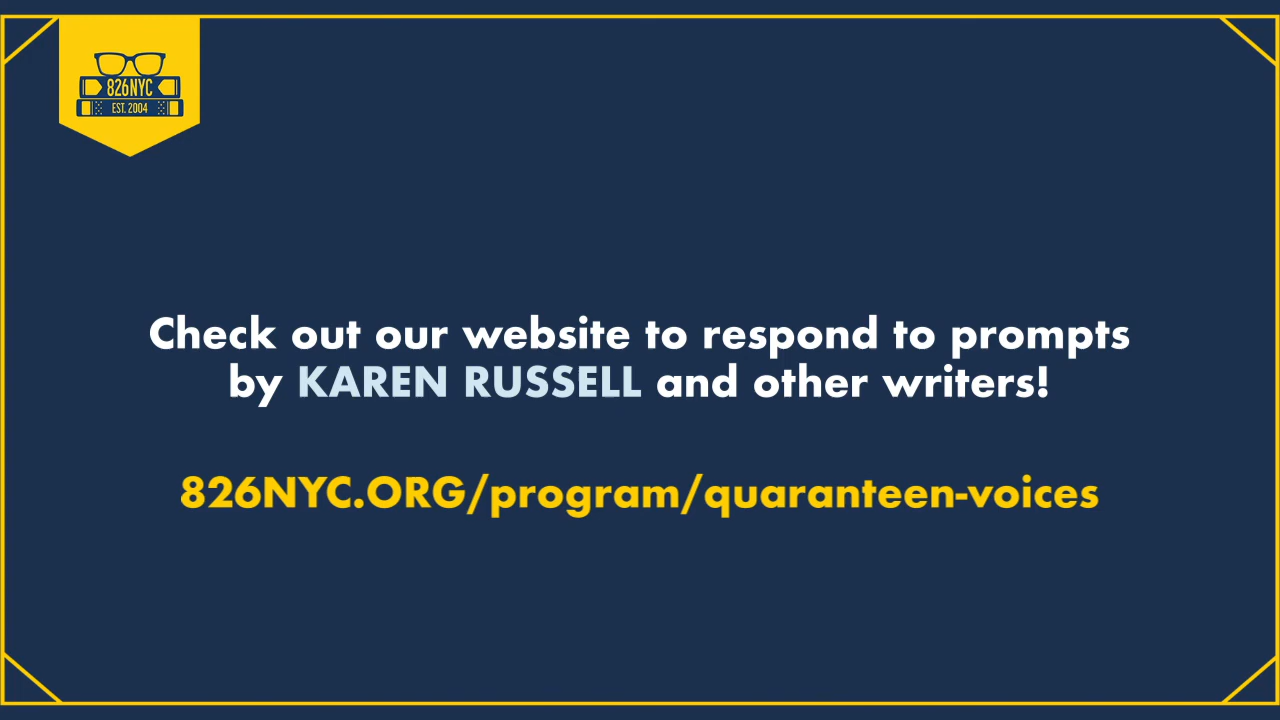 826NYC
EST. 2004
Check out our website to respond to prompts
by KAREN RUSSELL and other writers!
826NYC.ORG/program/quaranteen-voices